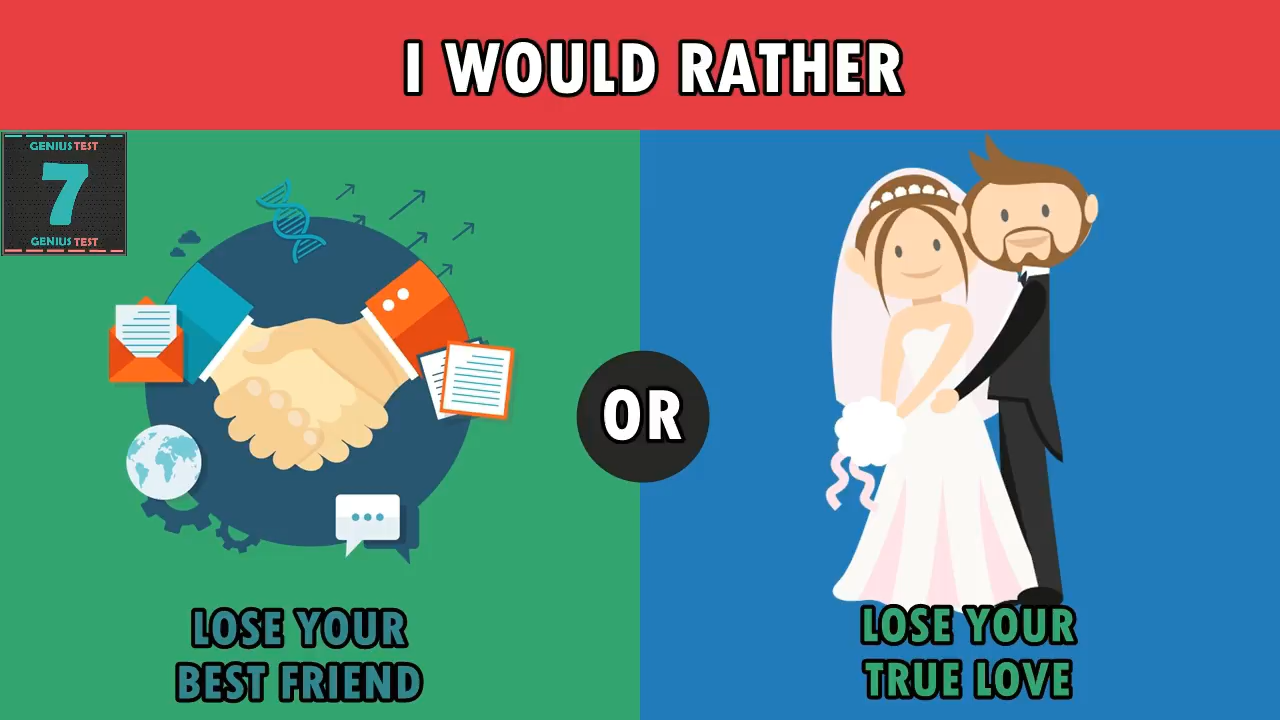 I WOULD RATHER
GENIUS TEST
7
GENIUS TEST
OR
LOSE YOUR
BEST FRIEND
LOSE YOUR
TRUE LOVE